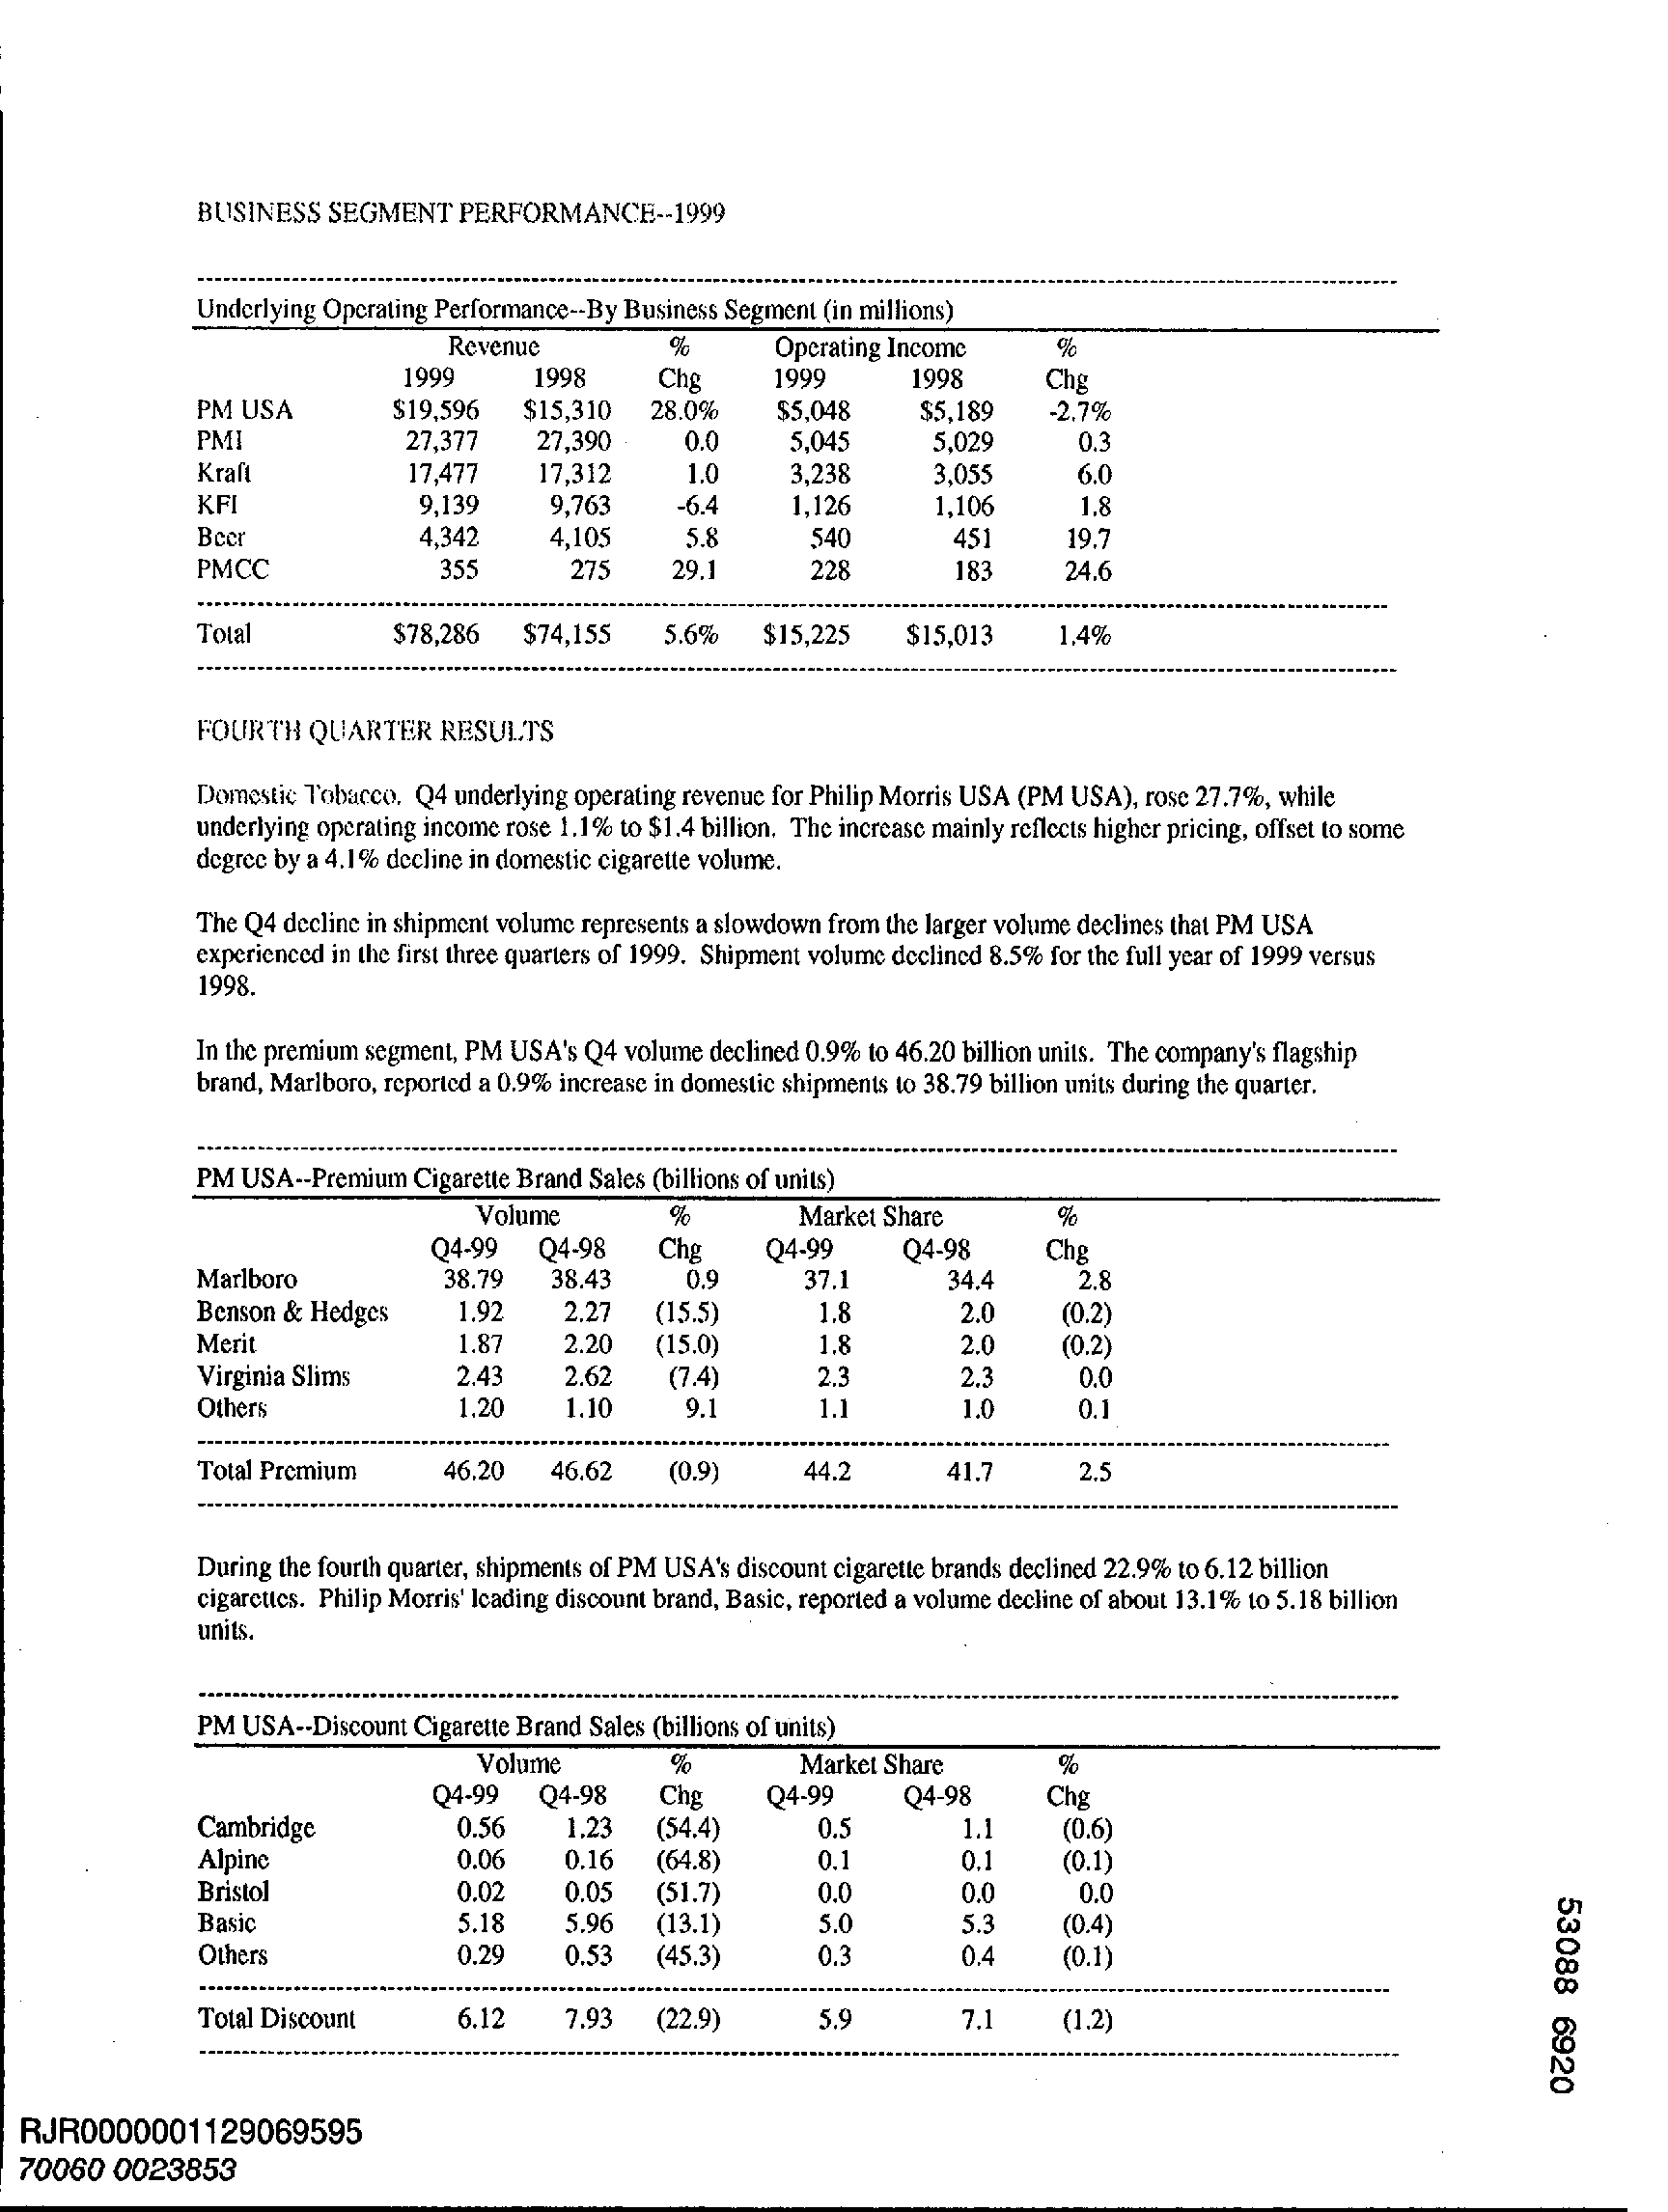 BUSINESS SEGMENT PERFORMANCE--1999
Underlying Operating Performance--By Business Segment (in millions)
Revenue % Operating Income %
1999 1998 Chg 1999 1998 Chg
PM USA $19,596 $15,310 28.0% $5,048 $5,189 -2.7%
PMI 27,377 27,390 0.0 5,045 5,029 0.3
Kraft 17,477 17,312 1.0 3,238 3,055 6.0
KFI 9,139 9,763 -6.4 1,126 1,106 1.8
Beer 4,342 4,105 5.8 540 451 19.7
PMCC 355 275 29.1 228 183 24.6
Total $78,286 $74,155 5.6% $15,225 $15,013 1.4%
FOURTH QUARTER RESULTS
Domestic Tobacco. Q4 underlying operating revenue for Philip Morris USA (PM USA), rose 27.7%, while
underlying operating income rose 1.1% to $1.4 billion. The increase mainly reflects higher pricing, offset to some
degree by a 4.1% decline in domestic cigarette volume.
The Q4 decline in shipment volume represents a slowdown from the larger volume declines that PM USA
experienced in the first three quarters of 1999. Shipment volume declined 8.5% for the full year of 1999 versus
1998.
In the premium segment, PM USA's Q4 volume declined 0.9% to 46.20 billion units. The company's flagship
brand, Marlboro, reported a 0.9% increase in domestic shipments to 38.79 billion units during the quarter.
PM USA--Premium Cigarette Brand Sales (billions of units)
Volume % Market Share %
Q4-99 Q4-98 Chg Q4-99 Q4-98 Chg
Marlboro 38.79 38.43 0.9 37.1 34.4 2.8
Benson & Hedges 1.92 2.27 (15.5) 1.8 2.0 (0.2)
Merit 1.87 2.20 (15.0) 1.8 2.0 (0.2)
Virginia Slims 2.43 2.62 (7.4) 2.3 2.3 0.0
Others 1.20 1.10 9.1 1.1 1.0 0.1
Total Premium 46.20 46.62 (0.9) 44.2 41.7 2.5
During the fourth quarter, shipments of PM USA's discount cigarette brands declined 22.9% to 6.12 billion
cigarettes. Philip Morris' leading discount brand, Basic, reported a volume decline of about 13.1% to 5.18 billion
units.
PM USA--Discount Cigarette Brand Sales (billions of units)
Volume % Market Share %
Q4-99 Q4-98 Chg Q4-99 Q4-98 Chg
Cambridge 0.56 1.23 (54.4) 0.5 1.1 (0.6)
Alpine 0.06 0.16 (64.8) 0.1 0.1 (0.1)
Bristol 0.02 0.05 (51.7) 0.0 0.0 0.0
Basic 5.18 5.96 (13.1) 5.0 5.3 (0.4)
Others 0.29 0.53 (45.3) 0.3 0.4 (0.1)
Total Discount 6.12 7.93 (22.9) 5.9 7.1 (1.2)
53088 6920
RJR0000001129069595
70060 0023853